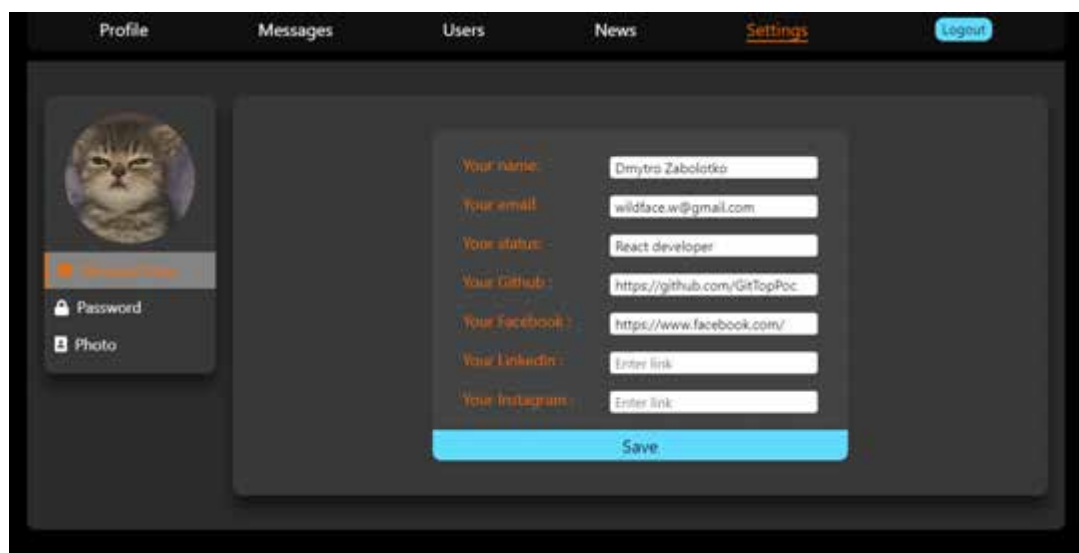 Profile Messages Users News Settings Logout
Password
Photo
Your name: Dmytro Zabolotko
Your email: wildface.w@gmail.com
Your status: React developer
Your Github : https://github.com/GitTopPoc
Your Facebook : https://www.facebook.com/
Your LinkedIn : Enter link
Your Instagram : Enter link
Save